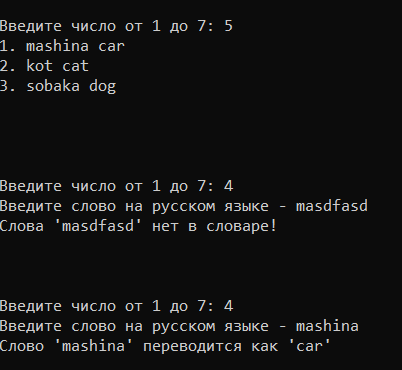 Введите число от 1 до 7: 5
1. mashina car
2. kot cat
3. sobaka dog
Введите число от 1 до 7: 4
Введите слово на русском языке - masdfasd
Слова 'masdfasd' нет в словаре!
Введите число от 1 до 7: 4
Введите слово на русском языке - mashina
Слово 'mashina' переводится как 'car'